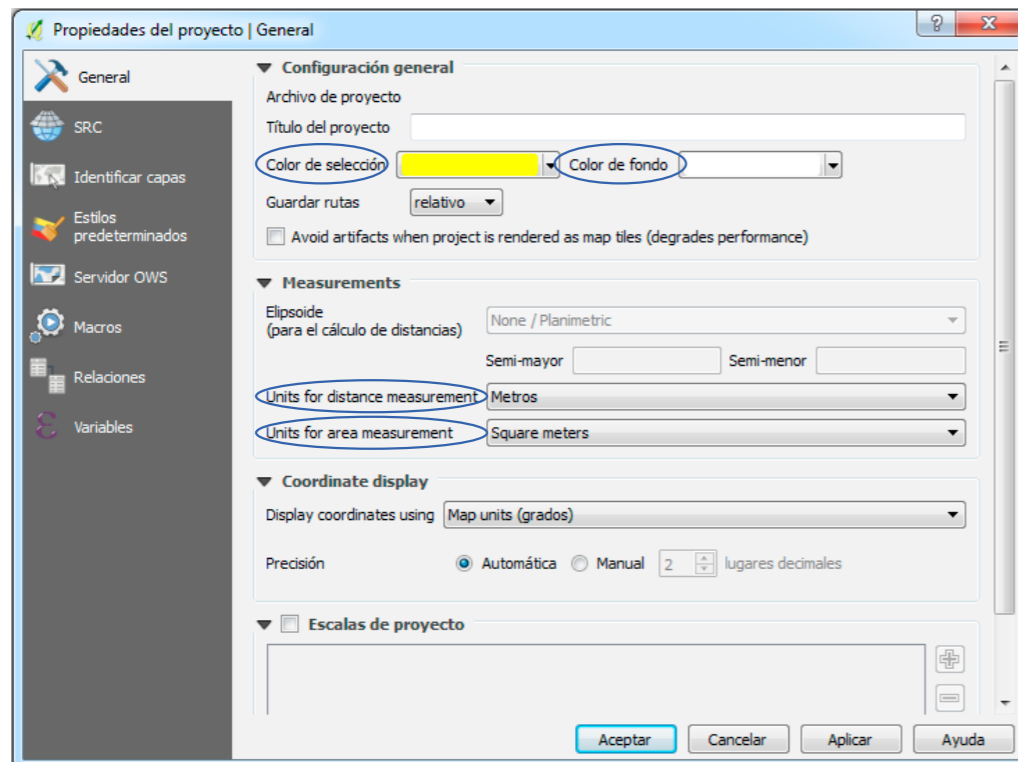 Propiedades del proyecto | General
General
SRC
Identificar capas
Estilos
predeterminados
Servidor OWS
Macros
Relaciones
Variables
Configuración general
Archivo de proyecto
Título del proyecto
Color de selección Color de fondo
Guardar rutas relativo
Avoid artifacts when project is rendered as map tiles (degrades performance)
Measurements
Elipsoide
(para el cálculo de distancias) None / Planimetric
Semi-mayor Semi-menor
Units for distance measurement Metros
Units for area measurement Square meters
Coordinate display
Display coordinates using Map units (grados)
Precisión Automática Manual 2 lugares decimales
Escalas de proyecto
Aceptar Cancelar Aplicar Ayuda